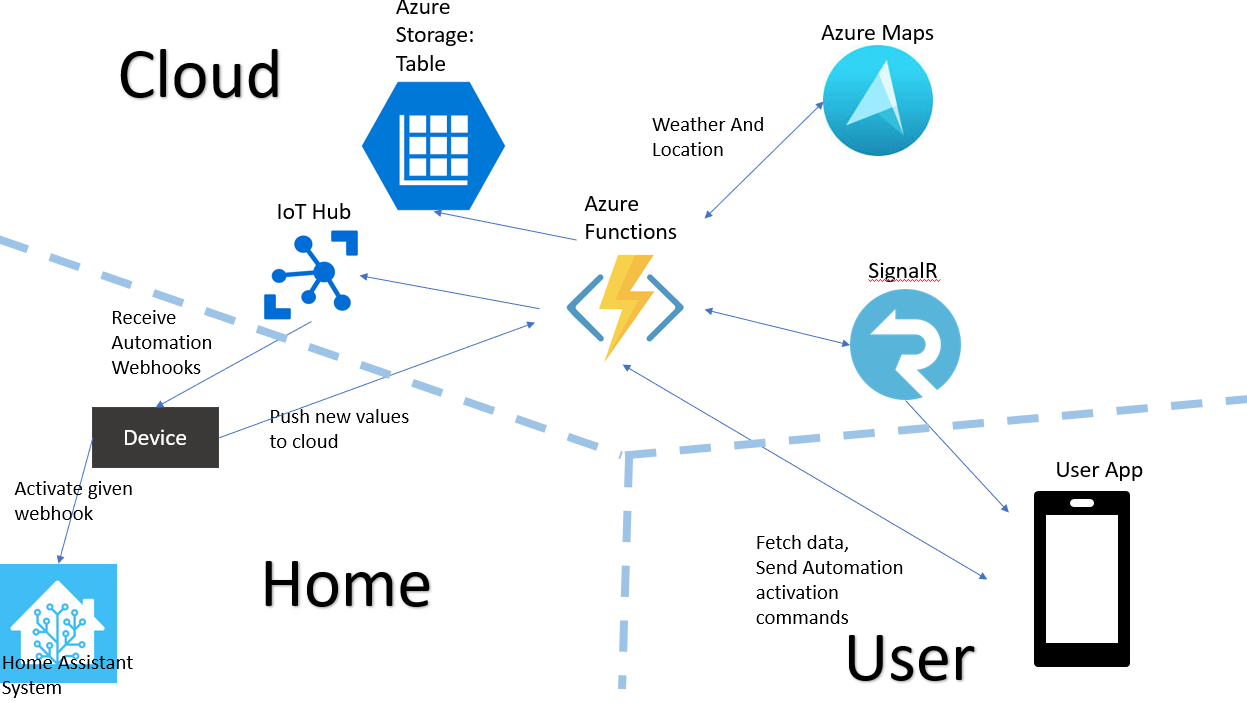 Azure
Storage:
Table
Cloud
Azure Maps
Weather And
Location
IoT Hub
Azure
Functions
SignalR
Receive
Automation
Webhooks
Device
Push new values
to cloud
Activate given
webhook
User App
Home
Fetch data,
Send Automation
activation
commands
User
Home Assistant
System